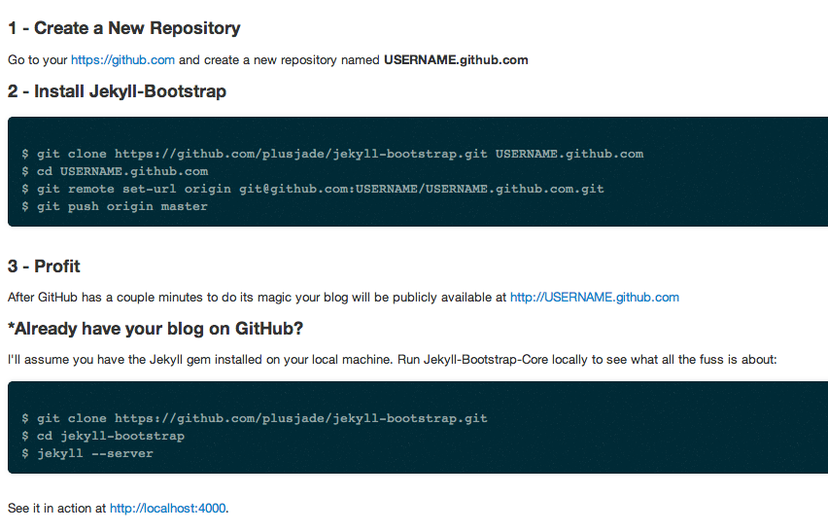 1 - Create a New Repository
Go to your https://github.com and create a new repository named USERNAME.github.com
2 - Install Jekyll-Bootstrap
$ git clone https://github.com/plusjade/jekyll-bootstrap.git USERNAME.github.com
$ cd USERNAME.github.com
$ git remote set-url origin git@github.com:USERNAME/USERNAME.github.com.git
$ git push origin master
3 - Profit
After GitHub has a couple minutes to do its magic your blog will be publicly available at http://USERNAME.github.com
*Already have your blog on GitHub?
I'll assume you have the Jekyll gem installed on your local machine. Run Jekyll-Bootstrap-Core locally to see what all the fuss is about:
$ git clone https://github.com/plusjade/jekyll-bootstrap.git
$ cd jekyll-bootstrap
$ jekyll --server
See it in action at http://localhost:4000.